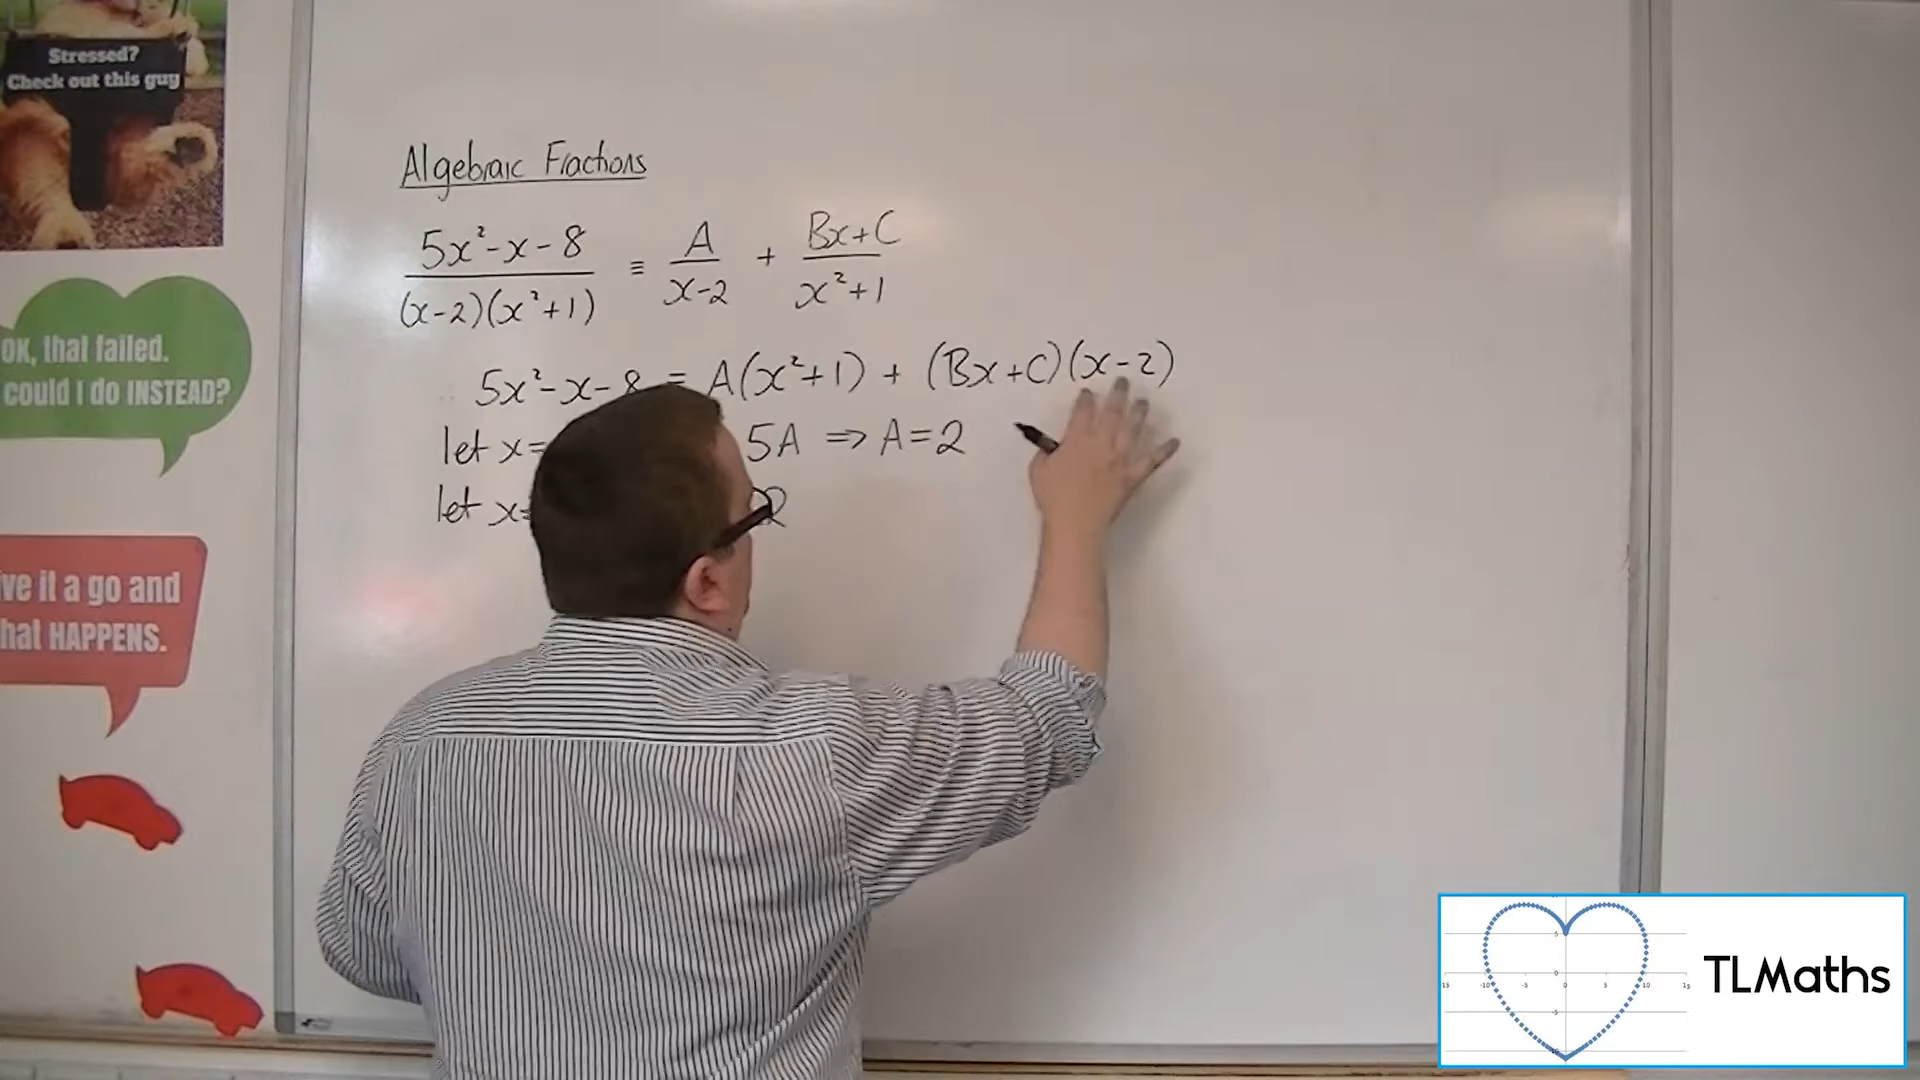 Stressed?
Check out this guy
Algebraic Fractions
5x²-x-8 / (x-2)(x²+1) ≡ A / x-2 + Bx+C / x²+1
5x²-x-8 = A(x²+1) + (Bx+C)(x-2)
let x= 5A ⇒ A=2
let x= 2
OK, that failed.
could I do INSTEAD?
ive it a go and
hat HAPPENS.
TLMaths